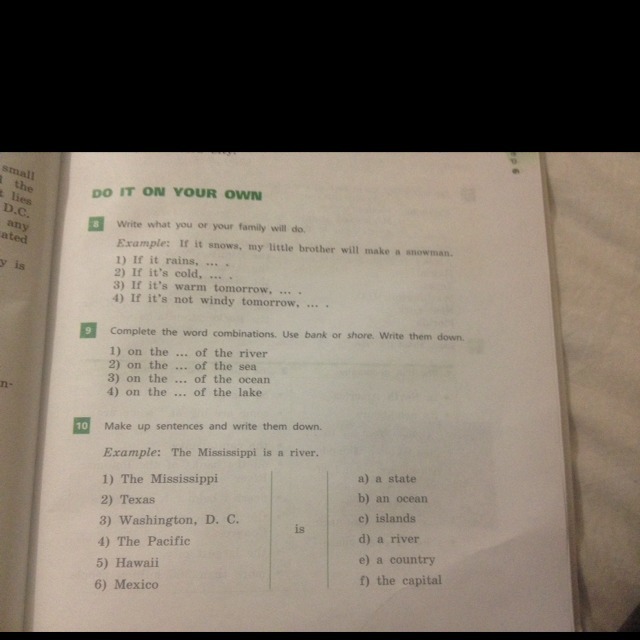 small
the
lies
D.C.
any
ated
y is
n-
DO IT ON YOUR OWN
8 Write what you or your family will do.
Example: If it snows, my little brother will make a snowman.
1) If it rains, ... .
2) If it's cold, ... .
3) If it's warm tomorrow, ... .
4) If it's not windy tomorrow, ... .
9 Complete the word combinations. Use bank or shore. Write them down.
1) on the ... of the river
2) on the ... of the sea
3) on the ... of the ocean
4) on the ... of the lake
10 Make up sentences and write them down.
Example: The Mississippi is a river.
1) The Mississippi
2) Texas
3) Washington, D. C.
4) The Pacific
5) Hawaii
6) Mexico
is
a) a state
b) an ocean
c) islands
d) a river
e) a country
f) the capital